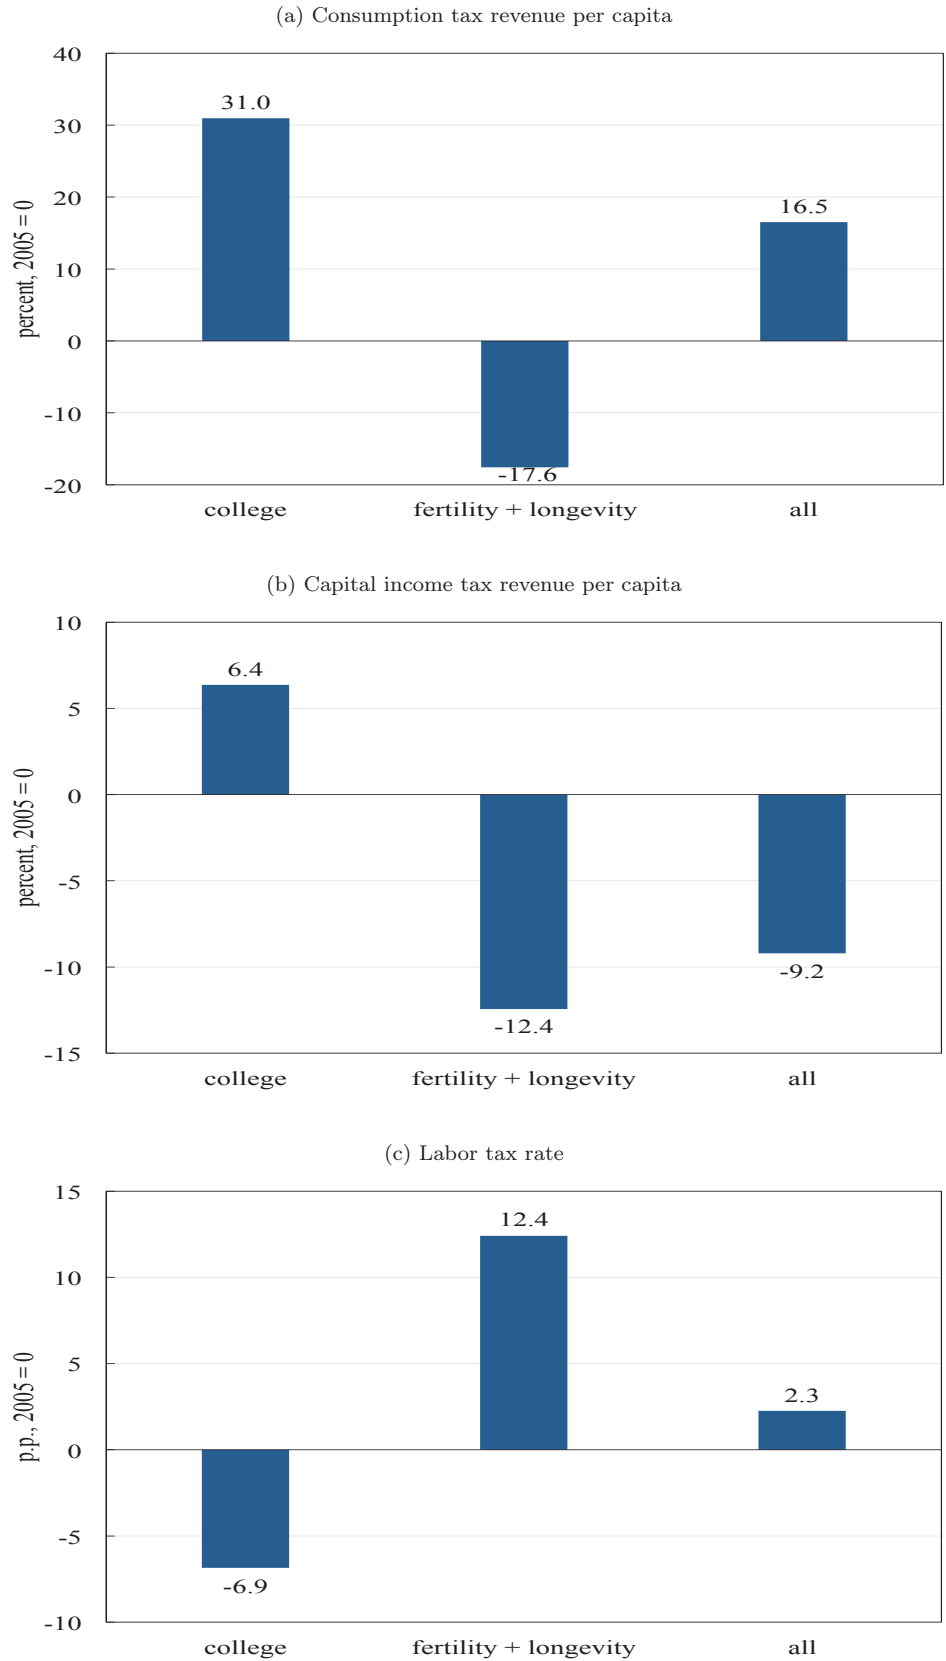 (a) Consumption tax revenue per capita
40
30
20
10
0
-10
-20
percent, 2005 = 0
31.0
-17.6
16.5
college
fertility + longevity
all
(b) Capital income tax revenue per capita
10
5
0
-5
-10
-15
percent, 2005 = 0
6.4
-12.4
-9.2
college
fertility + longevity
all
(c) Labor tax rate
15
10
5
0
-5
-10
p.p., 2005 = 0
-6.9
12.4
2.3
college
fertility + longevity
all